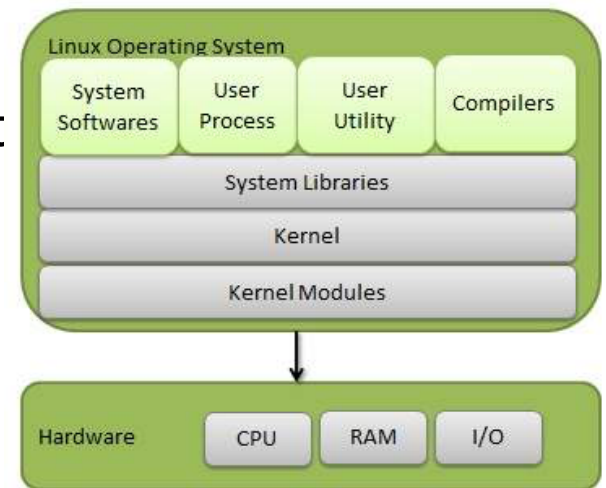 Linux Operating System
System Softwares
User Process
User Utility
Compilers
System Libraries
Kernel
Kernel Modules
Hardware
CPU
RAM
I/O